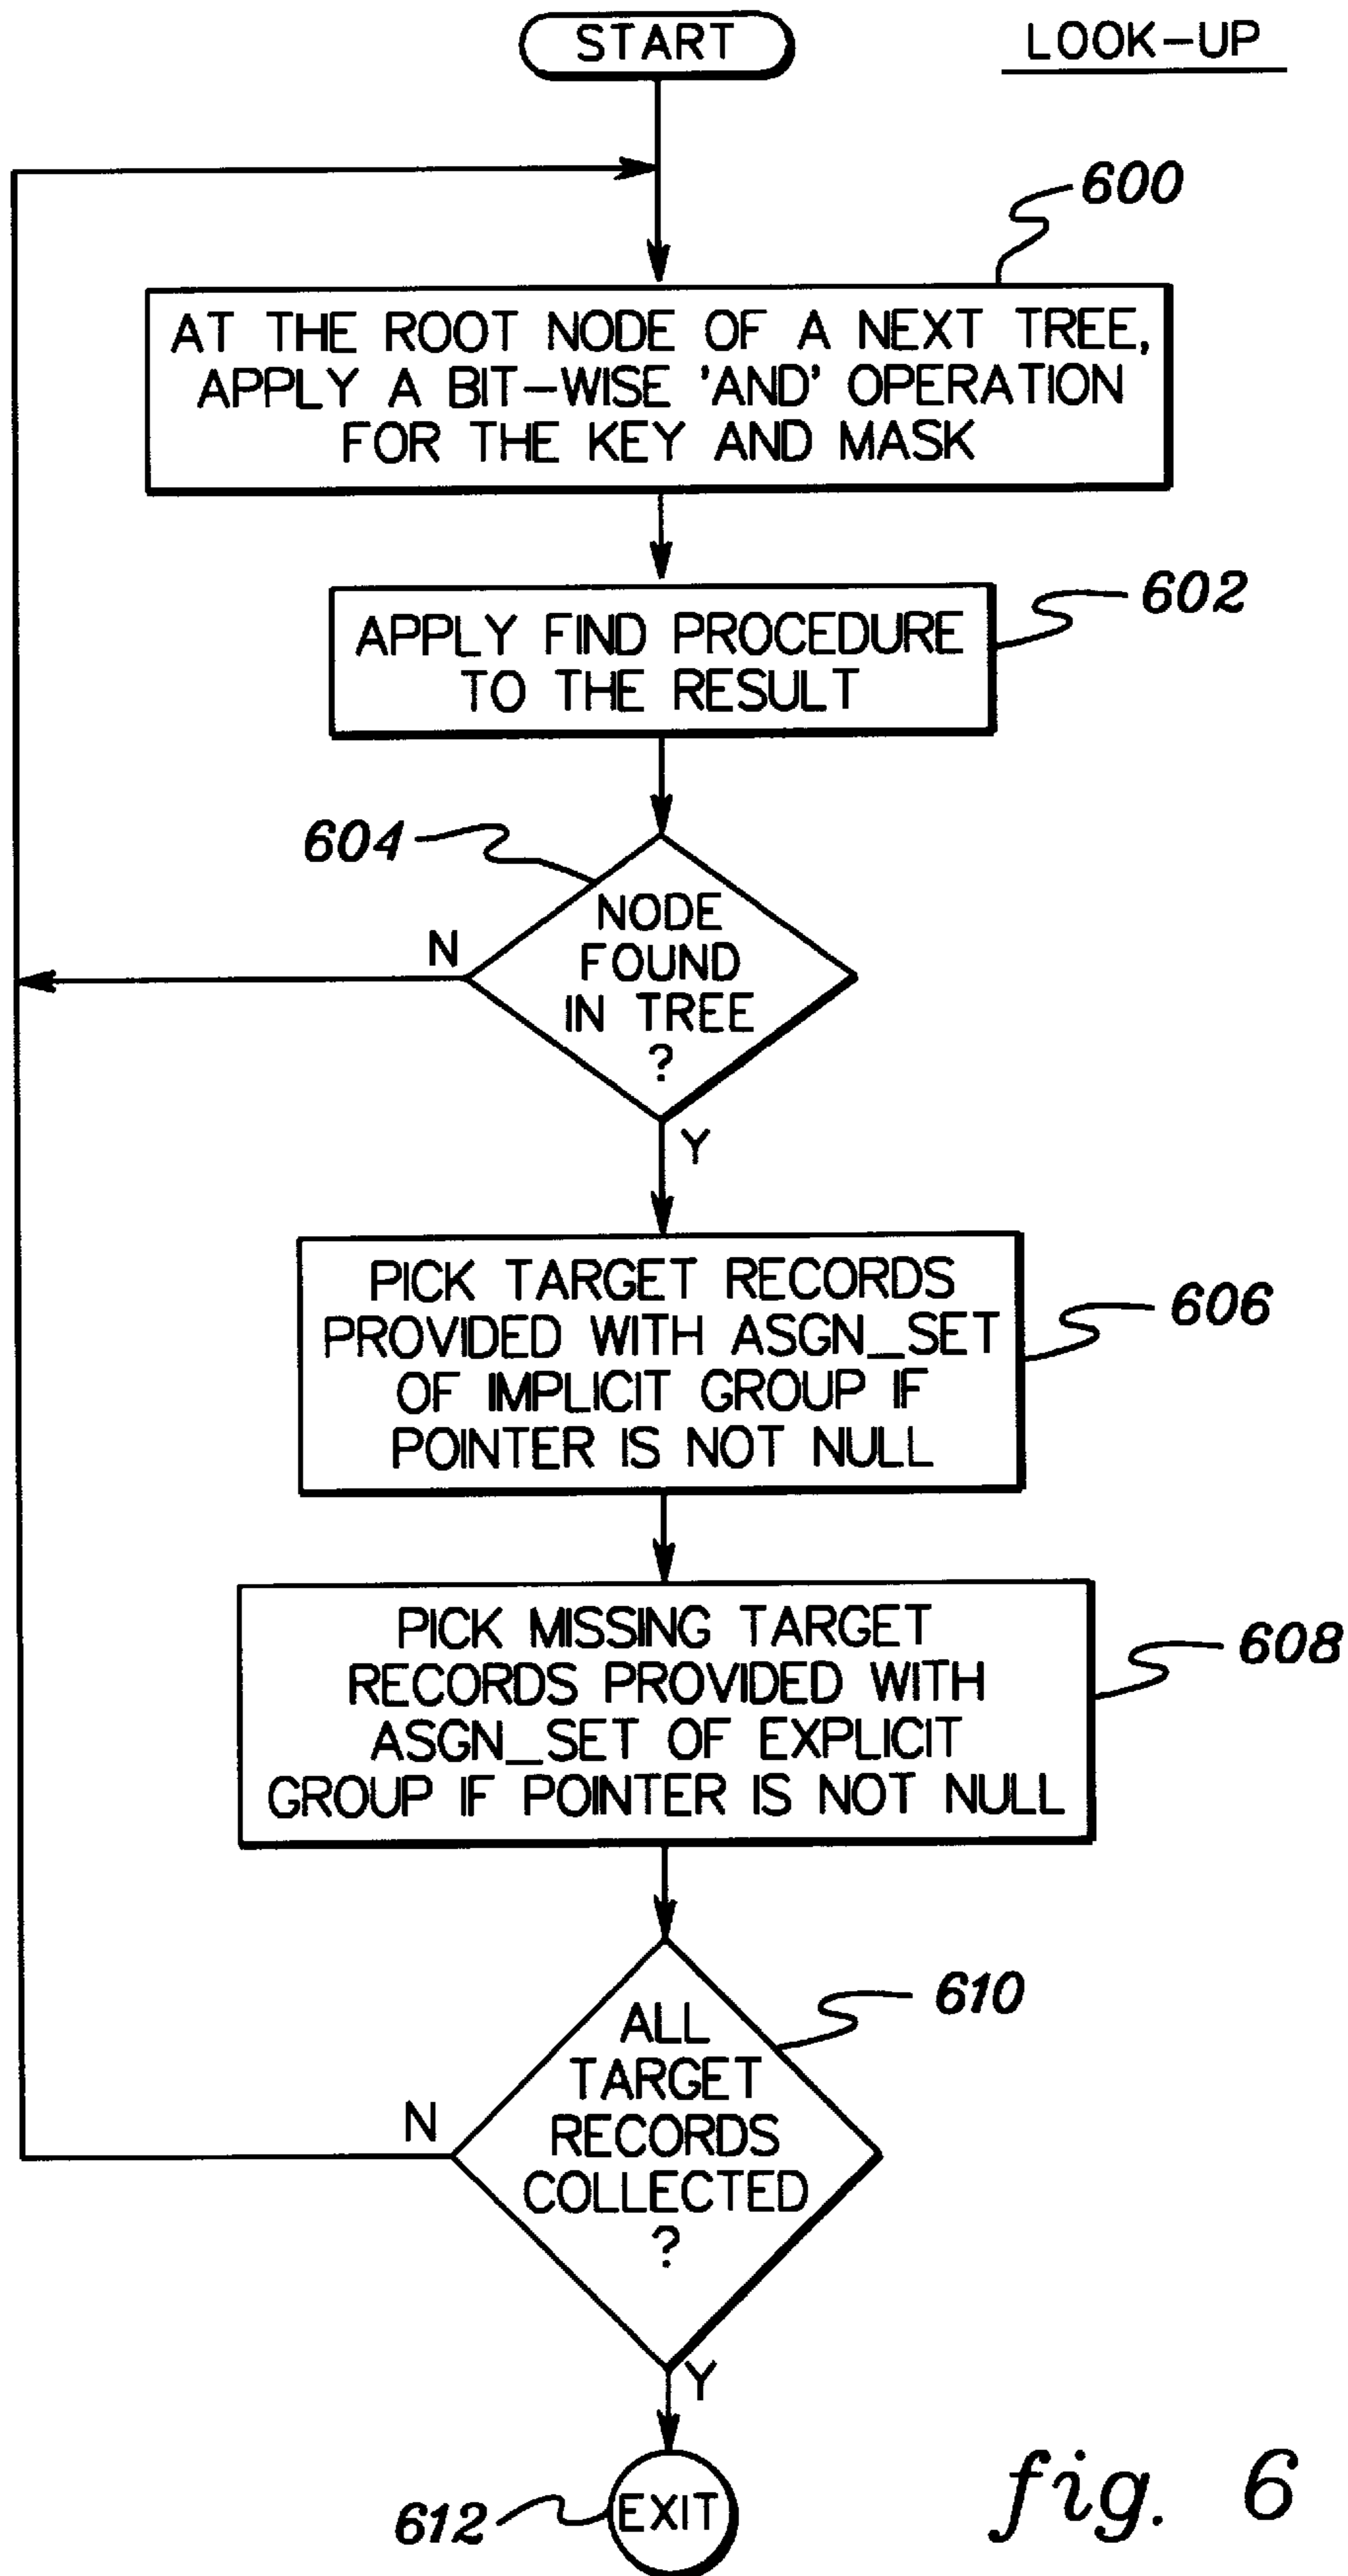 START
LOOK-UP
600
AT THE ROOT NODE OF A NEXT TREE,
APPLY A BIT-WISE 'AND' OPERATION
FOR THE KEY AND MASK
602
APPLY FIND PROCEDURE
TO THE RESULT
604
NODE
FOUND
IN TREE
?
N
Y
606
PICK TARGET RECORDS
PROVIDED WITH ASGN_SET
OF IMPLICIT GROUP IF
POINTER IS NOT NULL
608
PICK MISSING TARGET
RECORDS PROVIDED WITH
ASGN_SET OF EXPLICIT
GROUP IF POINTER IS NOT NULL
610
ALL
TARGET
RECORDS
COLLECTED
?
N
Y
612
EXIT
fig. 6